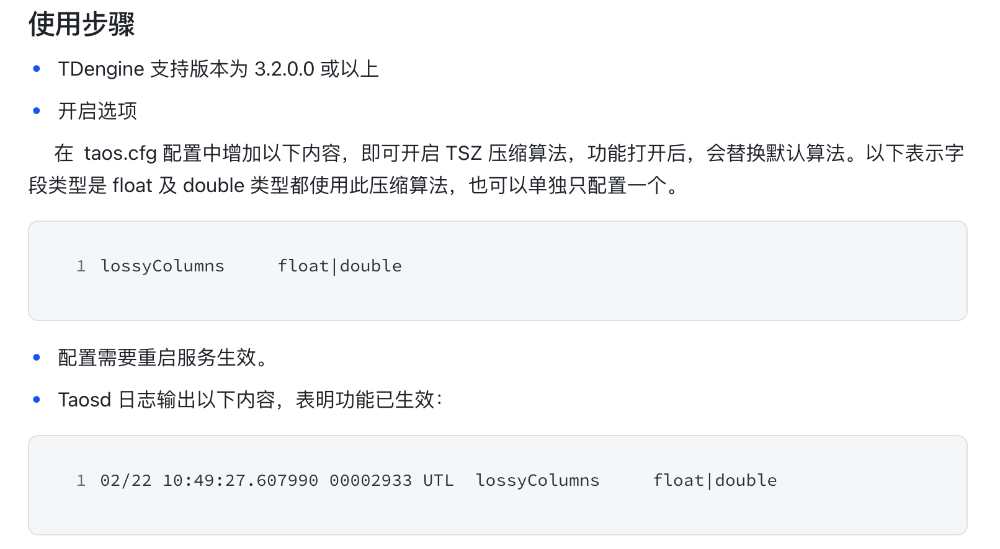 使用步骤
TDengine 支持版本为 3.2.0.0 或以上
开启选项
在 taos.cfg 配置中增加以下内容，即可开启 TSZ 压缩算法，功能打开后，会替换默认算法。以下表示字
段类型是 float 及 double 类型都使用此压缩算法，也可以单独只配置一个。
1 lossyColumns     float|double
配置需要重启服务生效。
Taosd 日志输出以下内容，表明功能已生效：
1 02/22 10:49:27.607990 00002933 UTL  lossyColumns     float|double